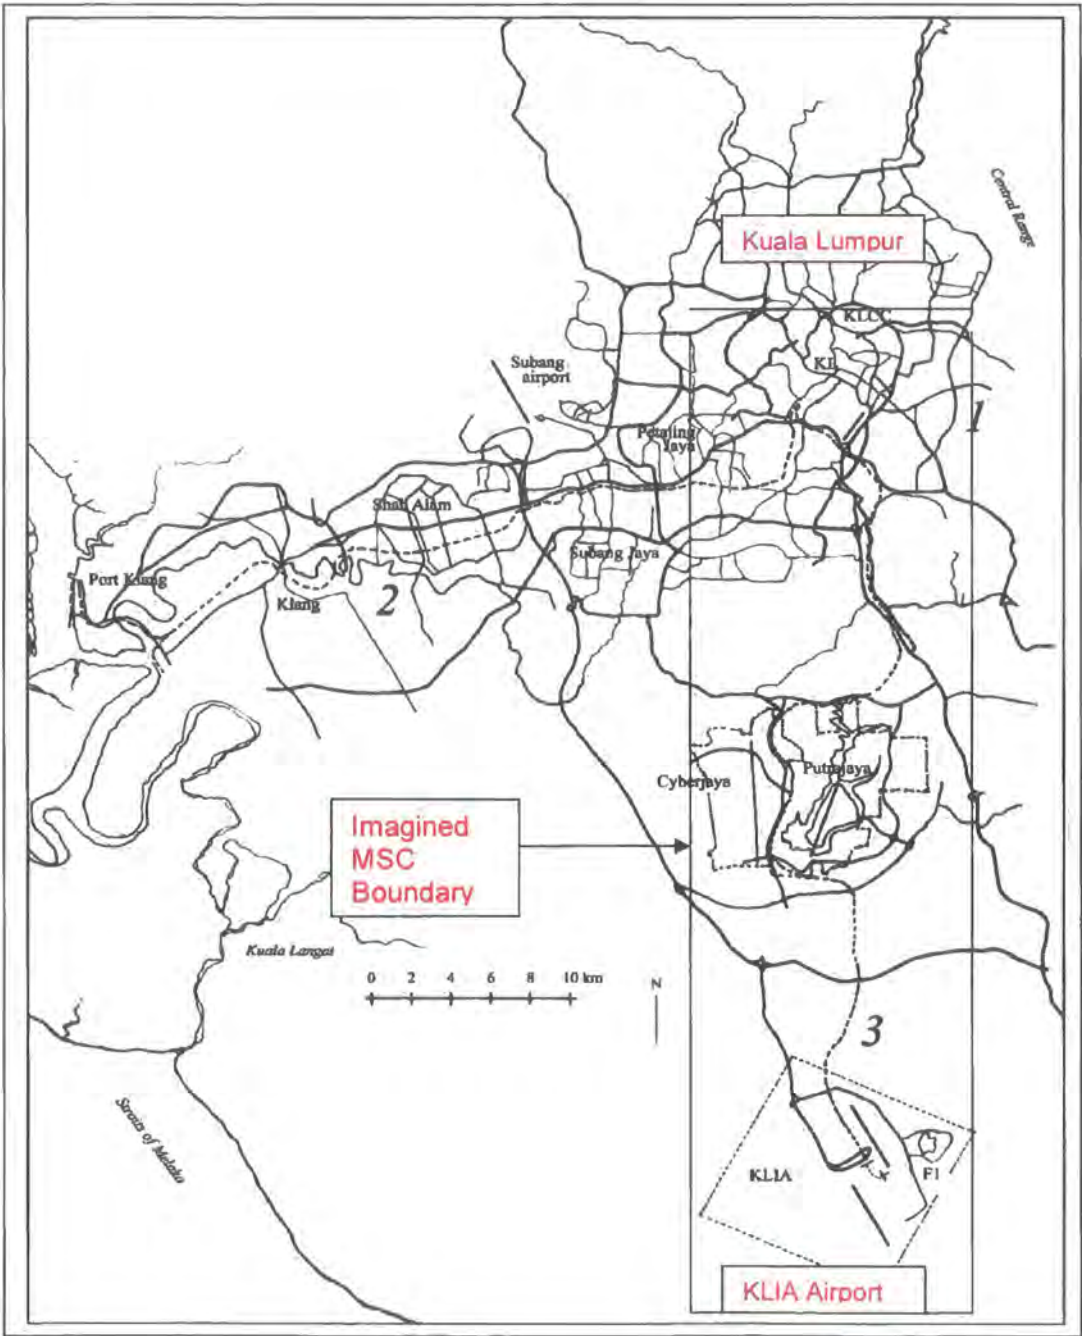 Central Range
Kuala Lumpur
KLCC
KL
Subang
airport
1
Petajing
Jaya
Shah Alam
Subang Jaya
Port Klang
Klang
2
Cyberjaya
Putrajaya
Imagined
MSC
Boundary
Kuala Langat
0 2 4 6 8 10 km
N
3
Straits of Melaka
KLIA
F1
KLIA Airport